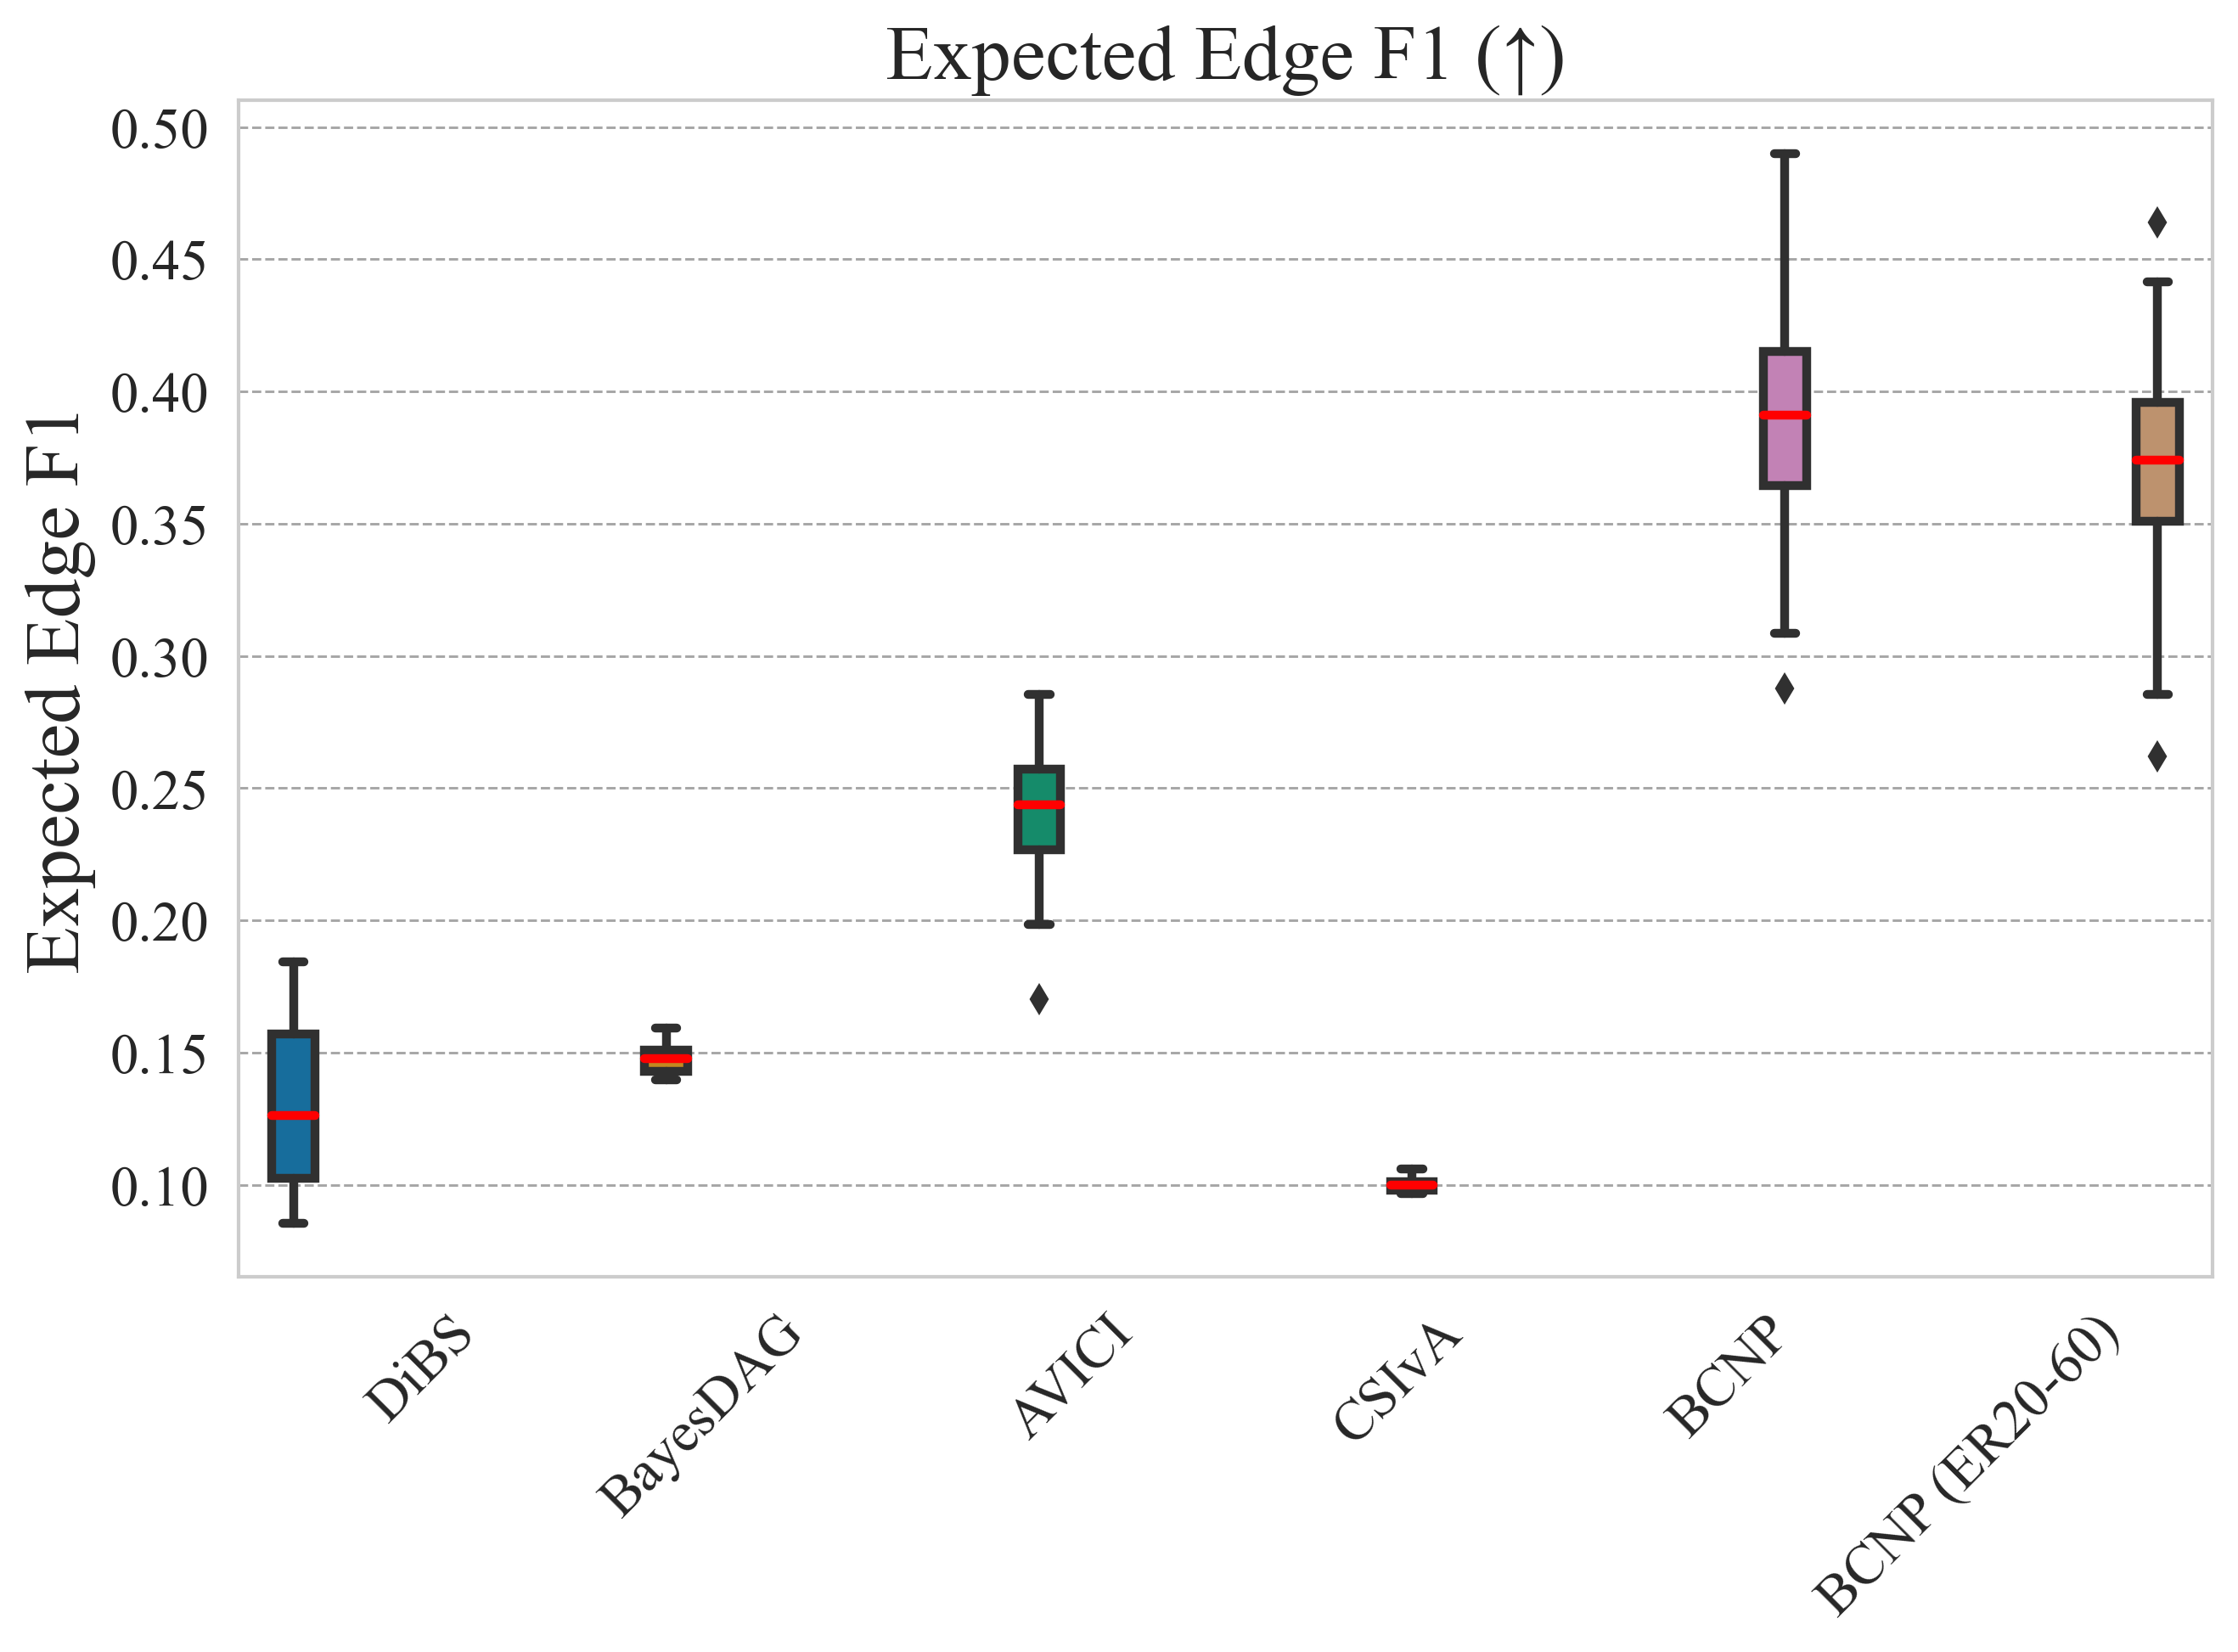 Expected Edge F1 (↑)
Expected Edge F1
0.50
0.45
0.40
0.35
0.30
0.25
0.20
0.15
0.10
DiBS
BayesDAG
AVICI
CSIvA
BCNP
BCNP (ER20-60))